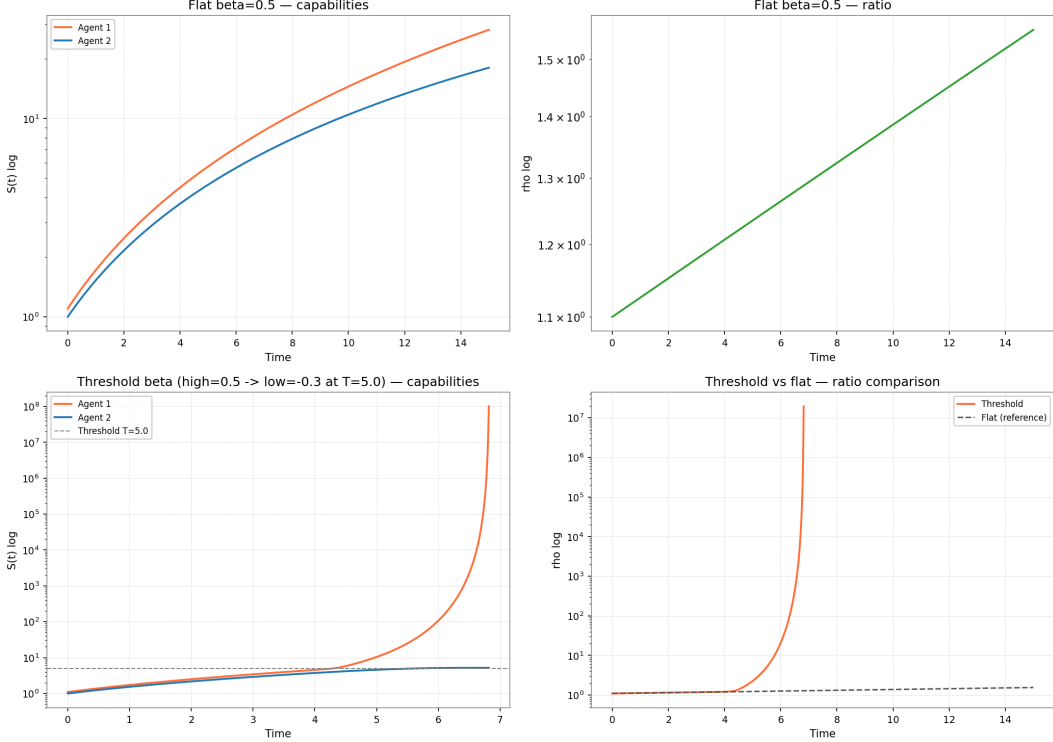 Flat beta=0.5 — capabilities
Agent 1
Agent 2
10¹
10⁰
S(t) log
0 2 4 6 8 10 12 14
Time
Flat beta=0.5 — ratio
1.5 × 10⁰
1.4 × 10⁰
1.3 × 10⁰
1.2 × 10⁰
1.1 × 10⁰
rho log
0 2 4 6 8 10 12 14
Time
Threshold beta (high=0.5 -> low=-0.3 at T=5.0) — capabilities
Agent 1
Agent 2
Threshold T=5.0
10⁸
10⁷
10⁶
10⁵
10⁴
10³
10²
10¹
10⁰
S(t) log
0 1 2 3 4 5 6 7
Time
Threshold vs flat — ratio comparison
Threshold
Flat (reference)
10⁷
10⁶
10⁵
10⁴
10³
10²
10¹
10⁰
rho log
0 2 4 6 8 10 12 14
Time